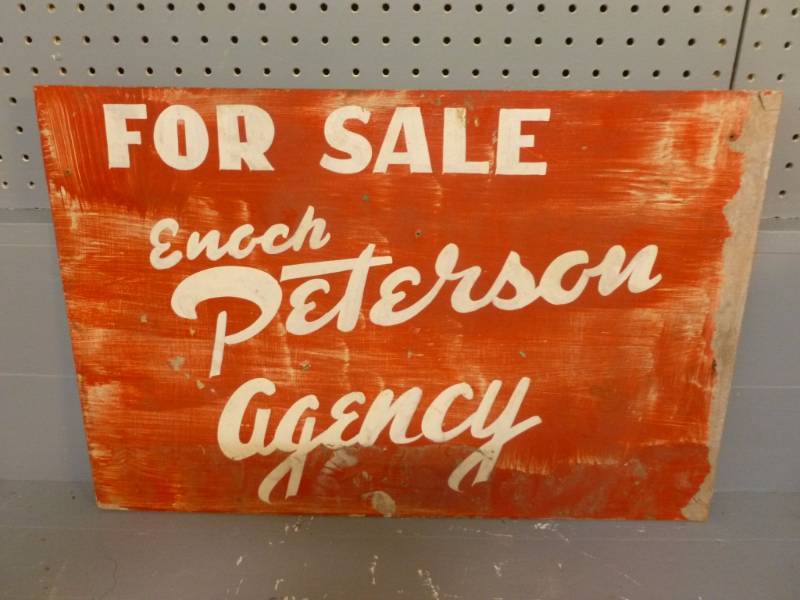 FOR SALE
Enoch
Peterson
Agency